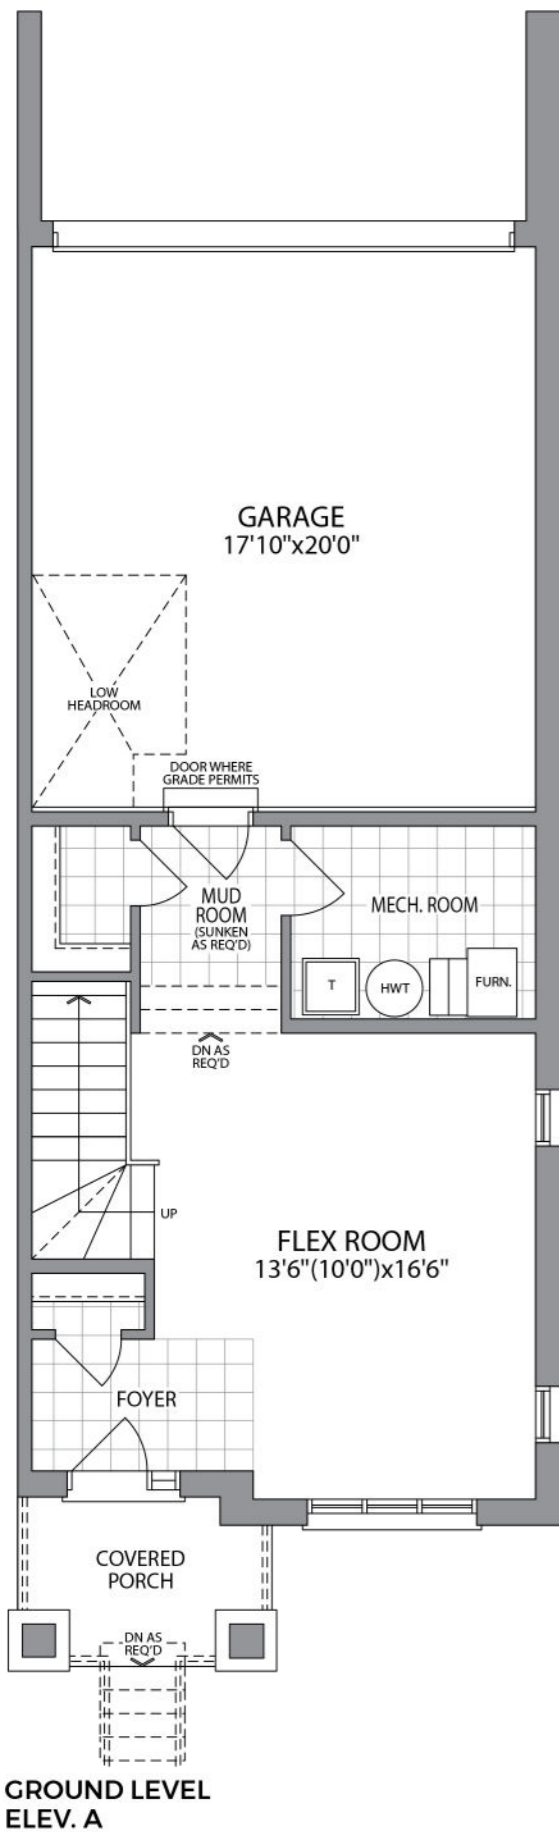 GARAGE
17'10"x20'0"
LOW
HEADROOM
DOOR WHERE
GRADE PERMITS
MUD
ROOM
(SUNKEN
AS REQ'D)
MECH. ROOM
T
HWT
FURN.
DN AS
REQ'D
UP
FLEX ROOM
13'6"(10'0")x16'6"
FOYER
COVERED
PORCH
DN AS
REQ'D
GROUND LEVEL
ELEV. A